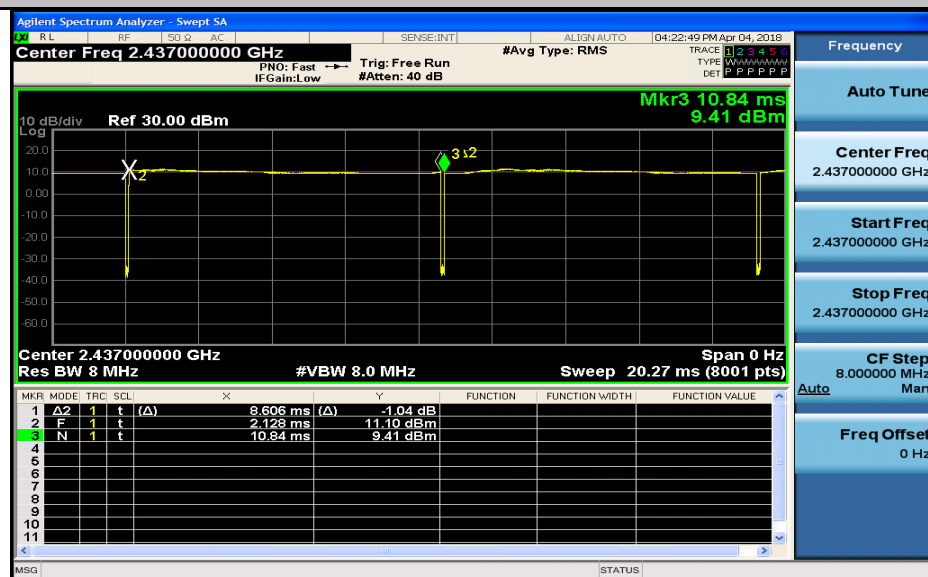 Agilent Spectrum Analyzer - Swept SA
LXI RL RF 50 Ω AC SENSE:INT ALIGN AUTO 04:22:49 PM Apr 04, 2018
Center Freq 2.437000000 GHz #Avg Type: RMS TRACE 1 2 3 4 5 6
PNO: Fast Trig: Free Run TYPE WWWWWW
IFGain:Low #Atten: 40 dB DET P P P P P P
Mkr3 10.84 ms
10 dB/div Ref 30.00 dBm 9.41 dBm
Log
20.0
10.0
0.00
-10.0
-20.0
-30.0
-40.0
-50.0
-60.0
2
3 1Δ2
Center 2.437000000 GHz Span 0 Hz
Res BW 8 MHz #VBW 8.0 MHz Sweep 20.27 ms (8001 pts)
MKR MODE TRC SCL X Y FUNCTION FUNCTION WIDTH FUNCTION VALUE
1 Δ2 1 t (Δ) 8.606 ms (Δ) -1.04 dB
2 F 1 t 2.128 ms 11.10 dBm
3 N 1 t 10.84 ms 9.41 dBm
4
5
6
7
8
9
10
11
MSG STATUS
Frequency
Auto Tune
Center Freq
2.437000000 GHz
Start Freq
2.437000000 GHz
Stop Freq
2.437000000 GHz
CF Step
8.000000 MHz
Auto Man
Freq Offset
0 Hz